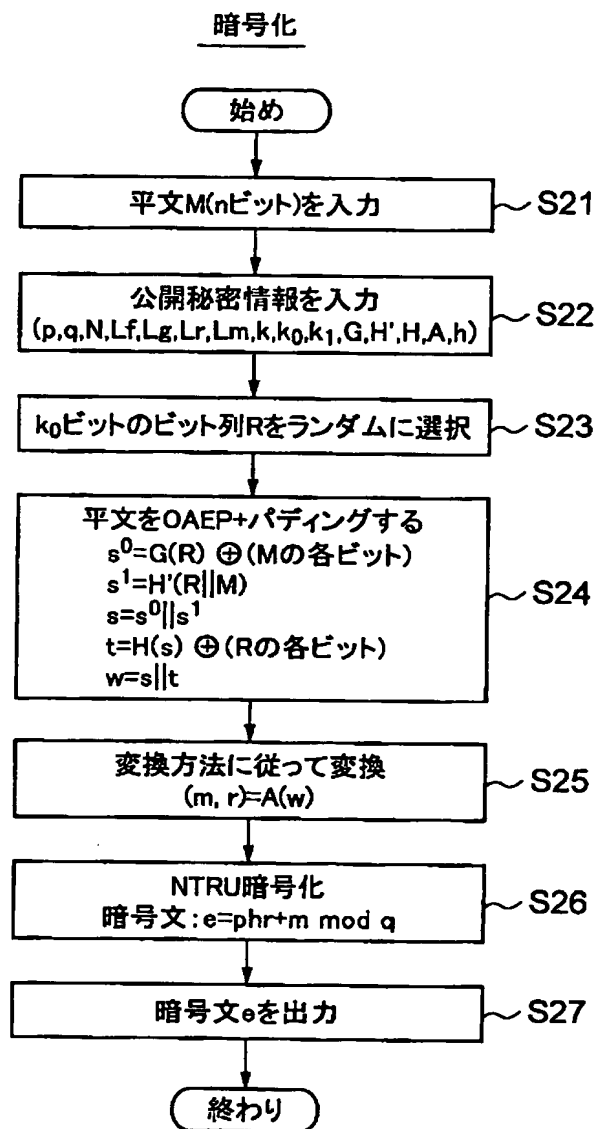 暗号化
始め
平文M(nビット)を入力
S21
公開秘密情報を入力
(p,q,N,Lf,Lg,Lr,Lm,k,k₀,k₁,G,H',H,A,h)
S22
k₀ビットのビット列Rをランダムに選択
S23
平文をOAEP+パディングする
s⁰=G(R) ⊕(Mの各ビット)
s¹=H'(R||M)
s=s⁰||s¹
t=H(s) ⊕(Rの各ビット)
w=s||t
S24
変換方法に従って変換
(m, r)=A(w)
S25
NTRU暗号化
暗号文:e=phr+m mod q
S26
暗号文eを出力
S27
終わり